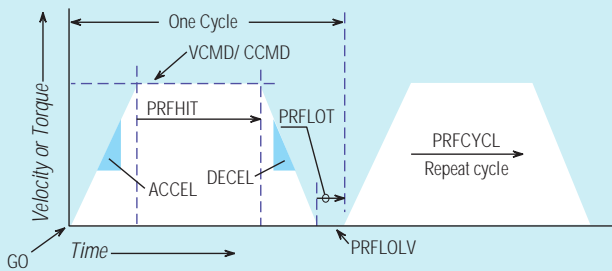 One Cycle
VCMD/ CCMD
PRFHIT
PRFLOT
PRFCYCL
Repeat cycle
ACCEL
DECEL
Velocity or Torque
GO
Time
PRFLOLV